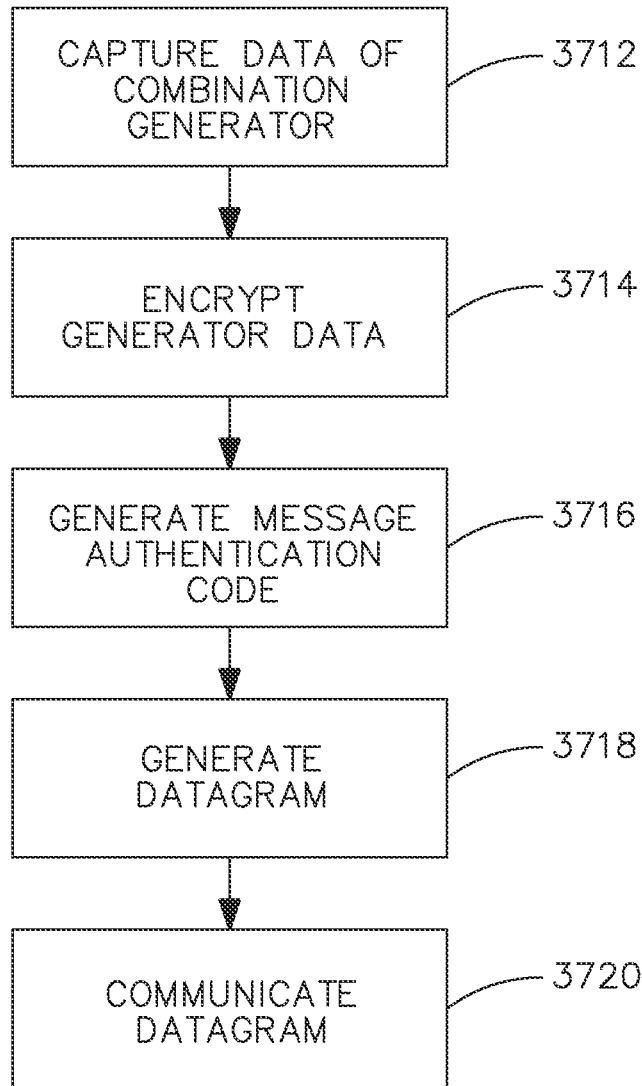 CAPTURE DATA OF
COMBINATION
GENERATOR
3712
ENCRYPT
GENERATOR DATA
3714
GENERATE MESSAGE
AUTHENTICATION
CODE
3716
GENERATE
DATAGRAM
3718
COMMUNICATE
DATAGRAM
3720